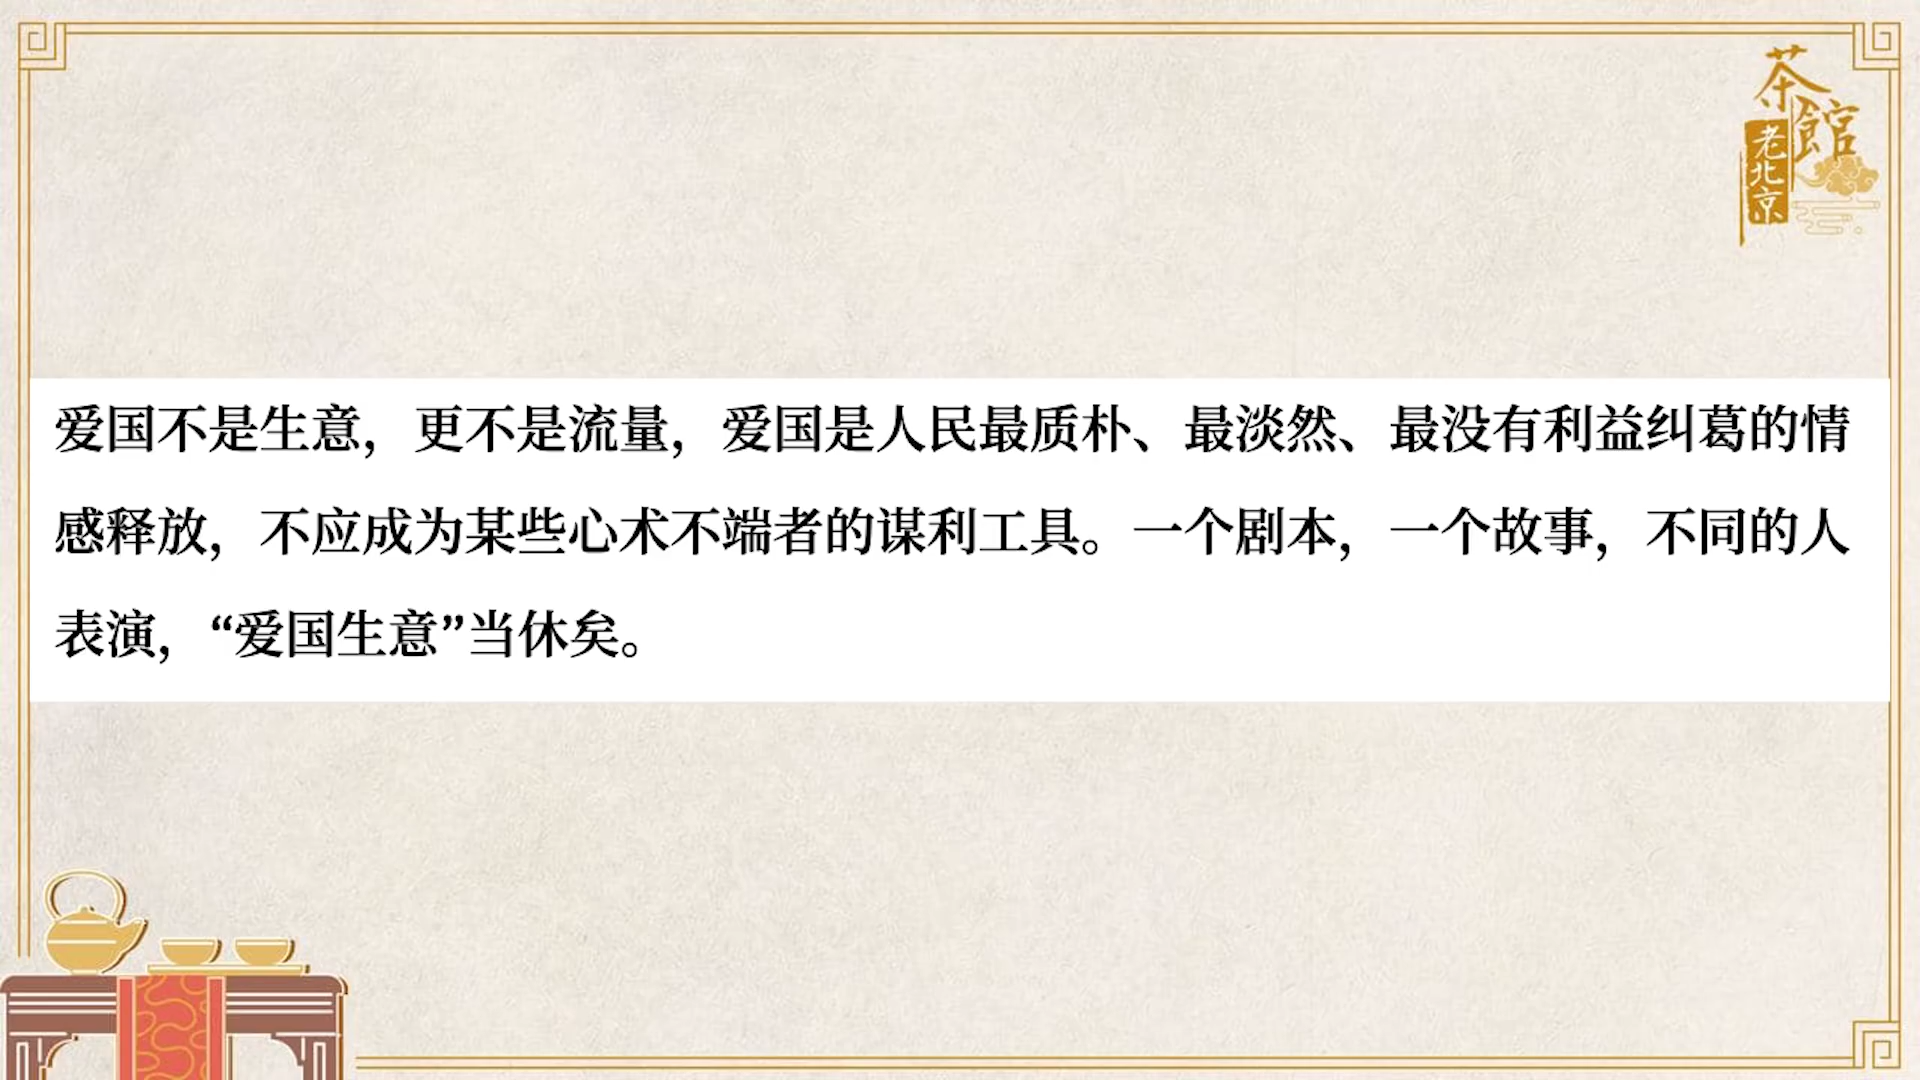 茶館
老北京
爱国不是生意，更不是流量，爱国是人民最质朴、最淡然、最没有利益纠葛的情
感释放，不应成为某些心术不端者的谋利工具。一个剧本，一个故事，不同的人
表演，“爱国生意”当休矣。